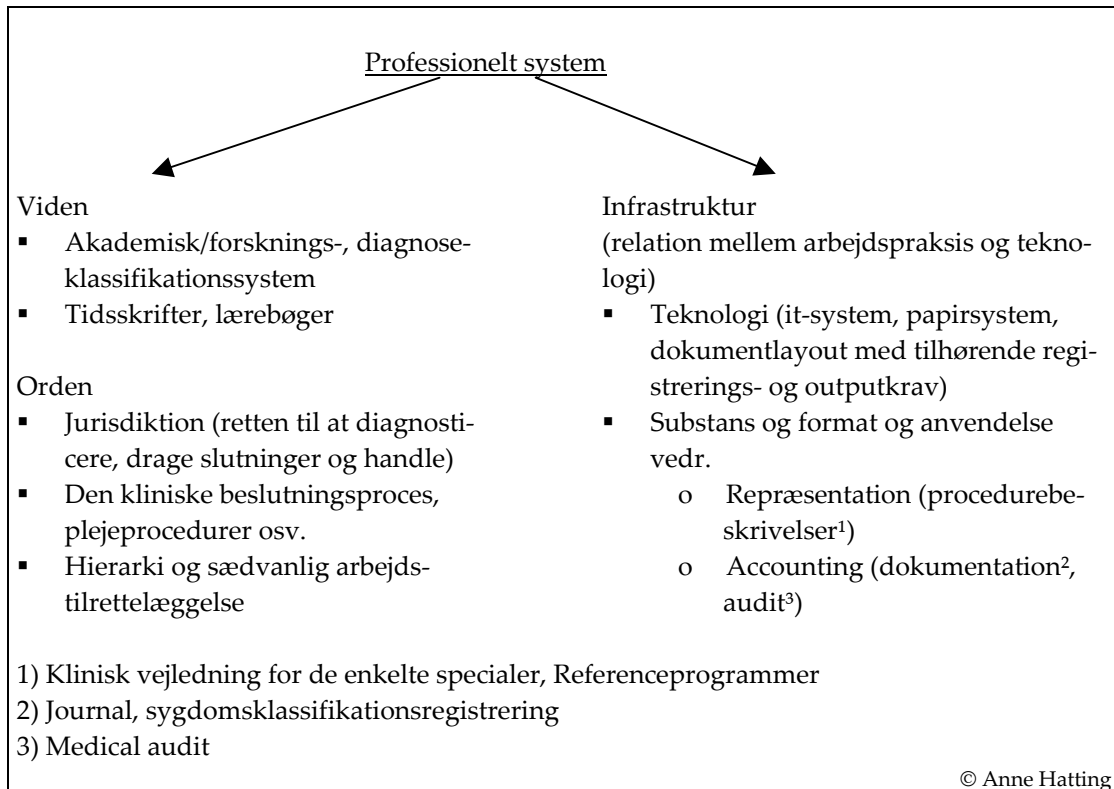 Professionelt system
Viden
▪ Akademisk/forsknings-, diagnose-
klassifikationssystem
▪ Tidsskrifter, lærebøger
Orden
▪ Jurisdiktion (retten til at diagnosti-
cere, drage slutninger og handle)
▪ Den kliniske beslutningsproces,
plejeprocedurer osv.
▪ Hierarki og sædvanlig arbejds-
tilrettelæggelse
Infrastruktur
(relation mellem arbejdspraksis og tekno-
logi)
▪ Teknologi (it-system, papirsystem,
dokumentlayout med tilhørende regi-
strerings- og outputkrav)
▪ Substans og format og anvendelse
vedr.
o Repræsentation (procedurebe-
skrivelser¹)
o Accounting (dokumentation²,
audit³)
1) Klinisk vejledning for de enkelte specialer, Referenceprogrammer
2) Journal, sygdomsklassifikationsregistrering
3) Medical audit
© Anne Hatting